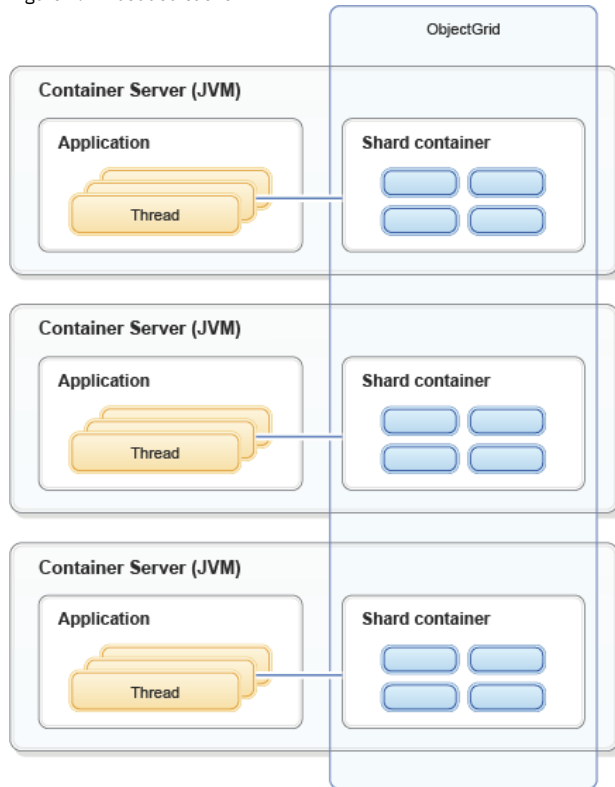 ObjectGrid
Container Server (JVM)
Application
Shard container
Thread
Container Server (JVM)
Application
Shard container
Thread
Container Server (JVM)
Application
Shard container
Thread